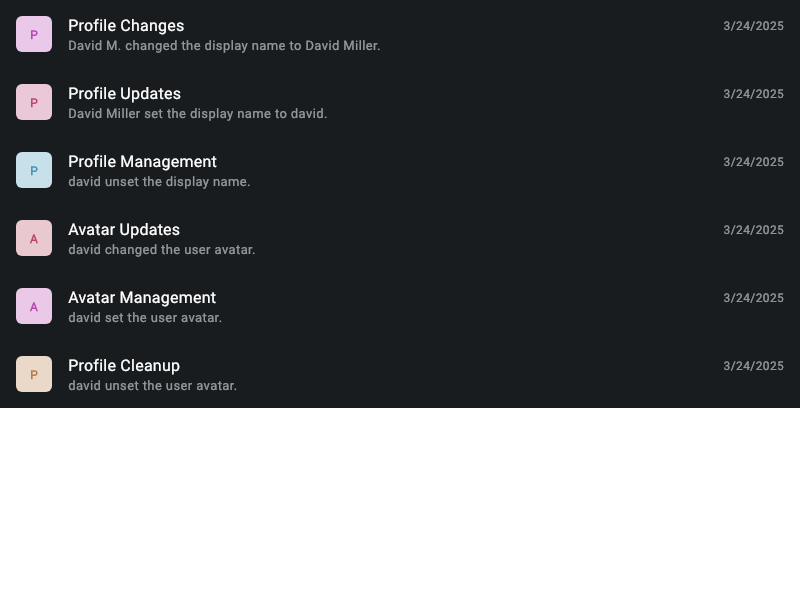 P
Profile Changes
3/24/2025
David M. changed the display name to David Miller.
P
Profile Updates
3/24/2025
David Miller set the display name to david.
P
Profile Management
3/24/2025
david unset the display name.
A
Avatar Updates
3/24/2025
david changed the user avatar.
A
Avatar Management
3/24/2025
david set the user avatar.
P
Profile Cleanup
3/24/2025
david unset the user avatar.